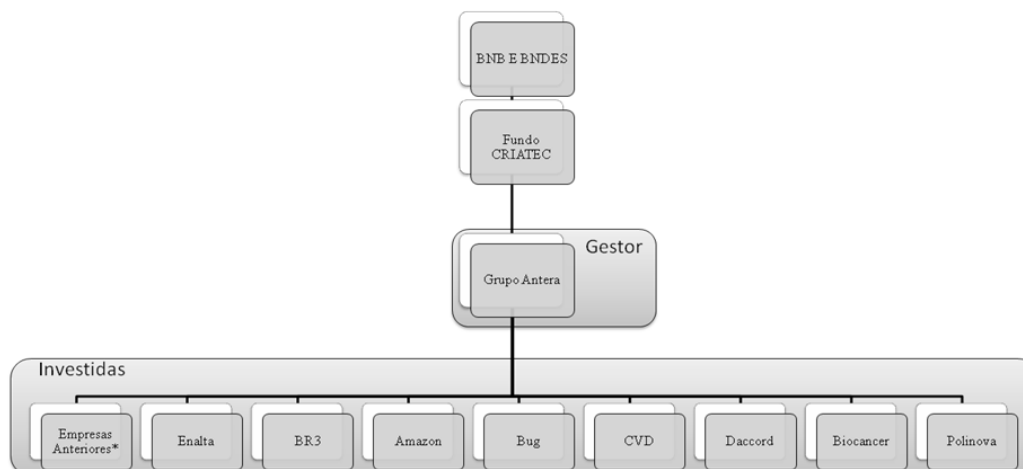 BNB E BNDES
Fundo
CRIATEC
Gestor
Grupo Antera
Investidas
Empresas
Anteriores*
Enalta
BR3
Amazon
Bug
CVD
Daccord
Biocancer
Polinova